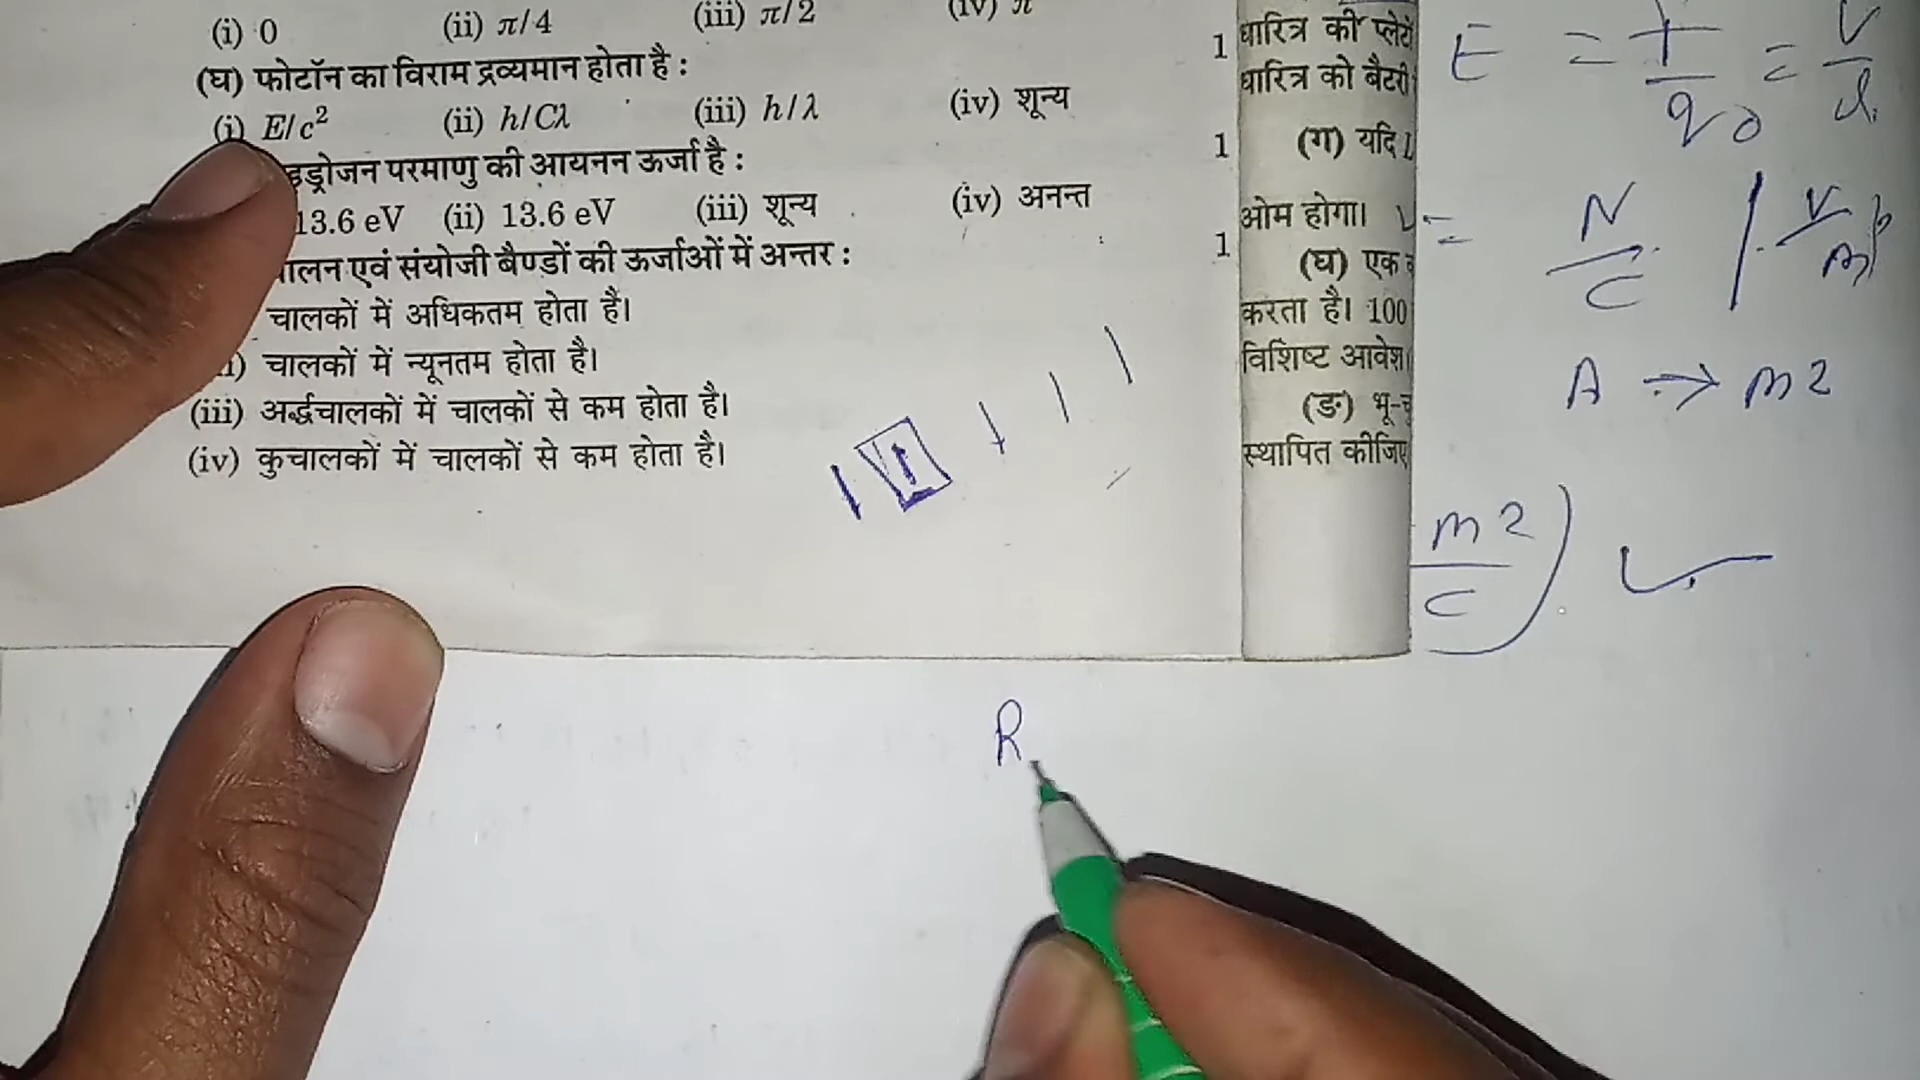 (i) 0 (ii) π/4 (iii) π/2 (iv) π
(घ) फोटॉन का विराम द्रव्यमान होता है : 1
(i) E/c² (ii) h/Cλ (iii) h/λ (iv) शून्य
परमाणु की आयनन ऊर्जा है : 1
13.6 eV (ii) 13.6 eV (iii) शून्य (iv) अनन्त
एवं संयोजी बैण्डों की ऊर्जाओं में अन्तर : 1
चालकों में अधिकतम होता है।
चालकों में न्यूनतम होता है।
(iii) अर्द्धचालकों में चालकों से कम होता है।
(iv) कुचालकों में चालकों से कम होता है।
धारित्र की प्लेटों
धारित्र को बैटरी
(ग) यदि
ओम होगा।
(घ) एक
करता है। 100
विशिष्ट आवेश
(ङ) भू-
स्थापित कीजिए
E = F/q₀ = V/d
= N/C | V/m
A → m2
m2/C)
R